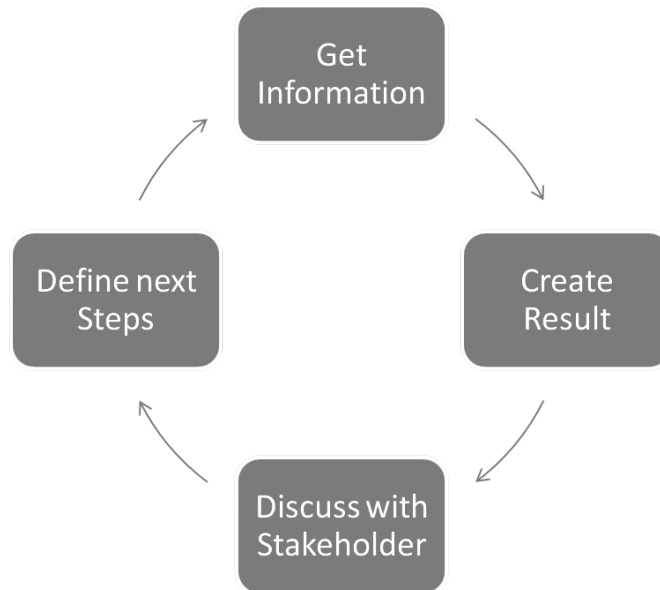 Get
Information
Create
Result
Discuss with
Stakeholder
Define next
Steps